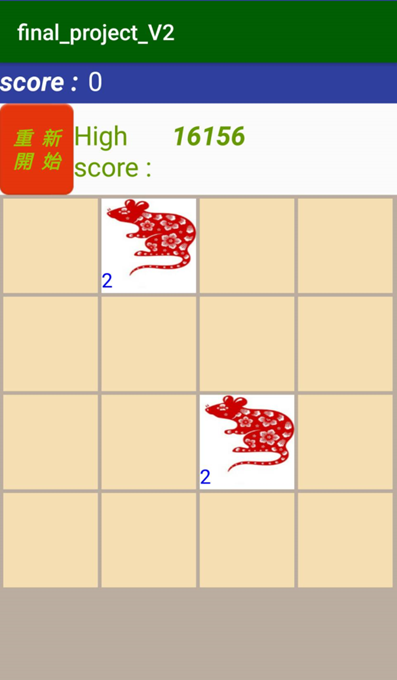 final_project_V2
score : 0
重 新
開 始
High score :
16156
2
2